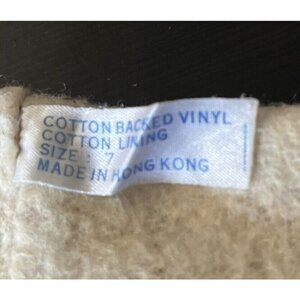 COTTON BACKED VINYL
COTTON LINING
SIZE : 7
MADE IN HONG KONG